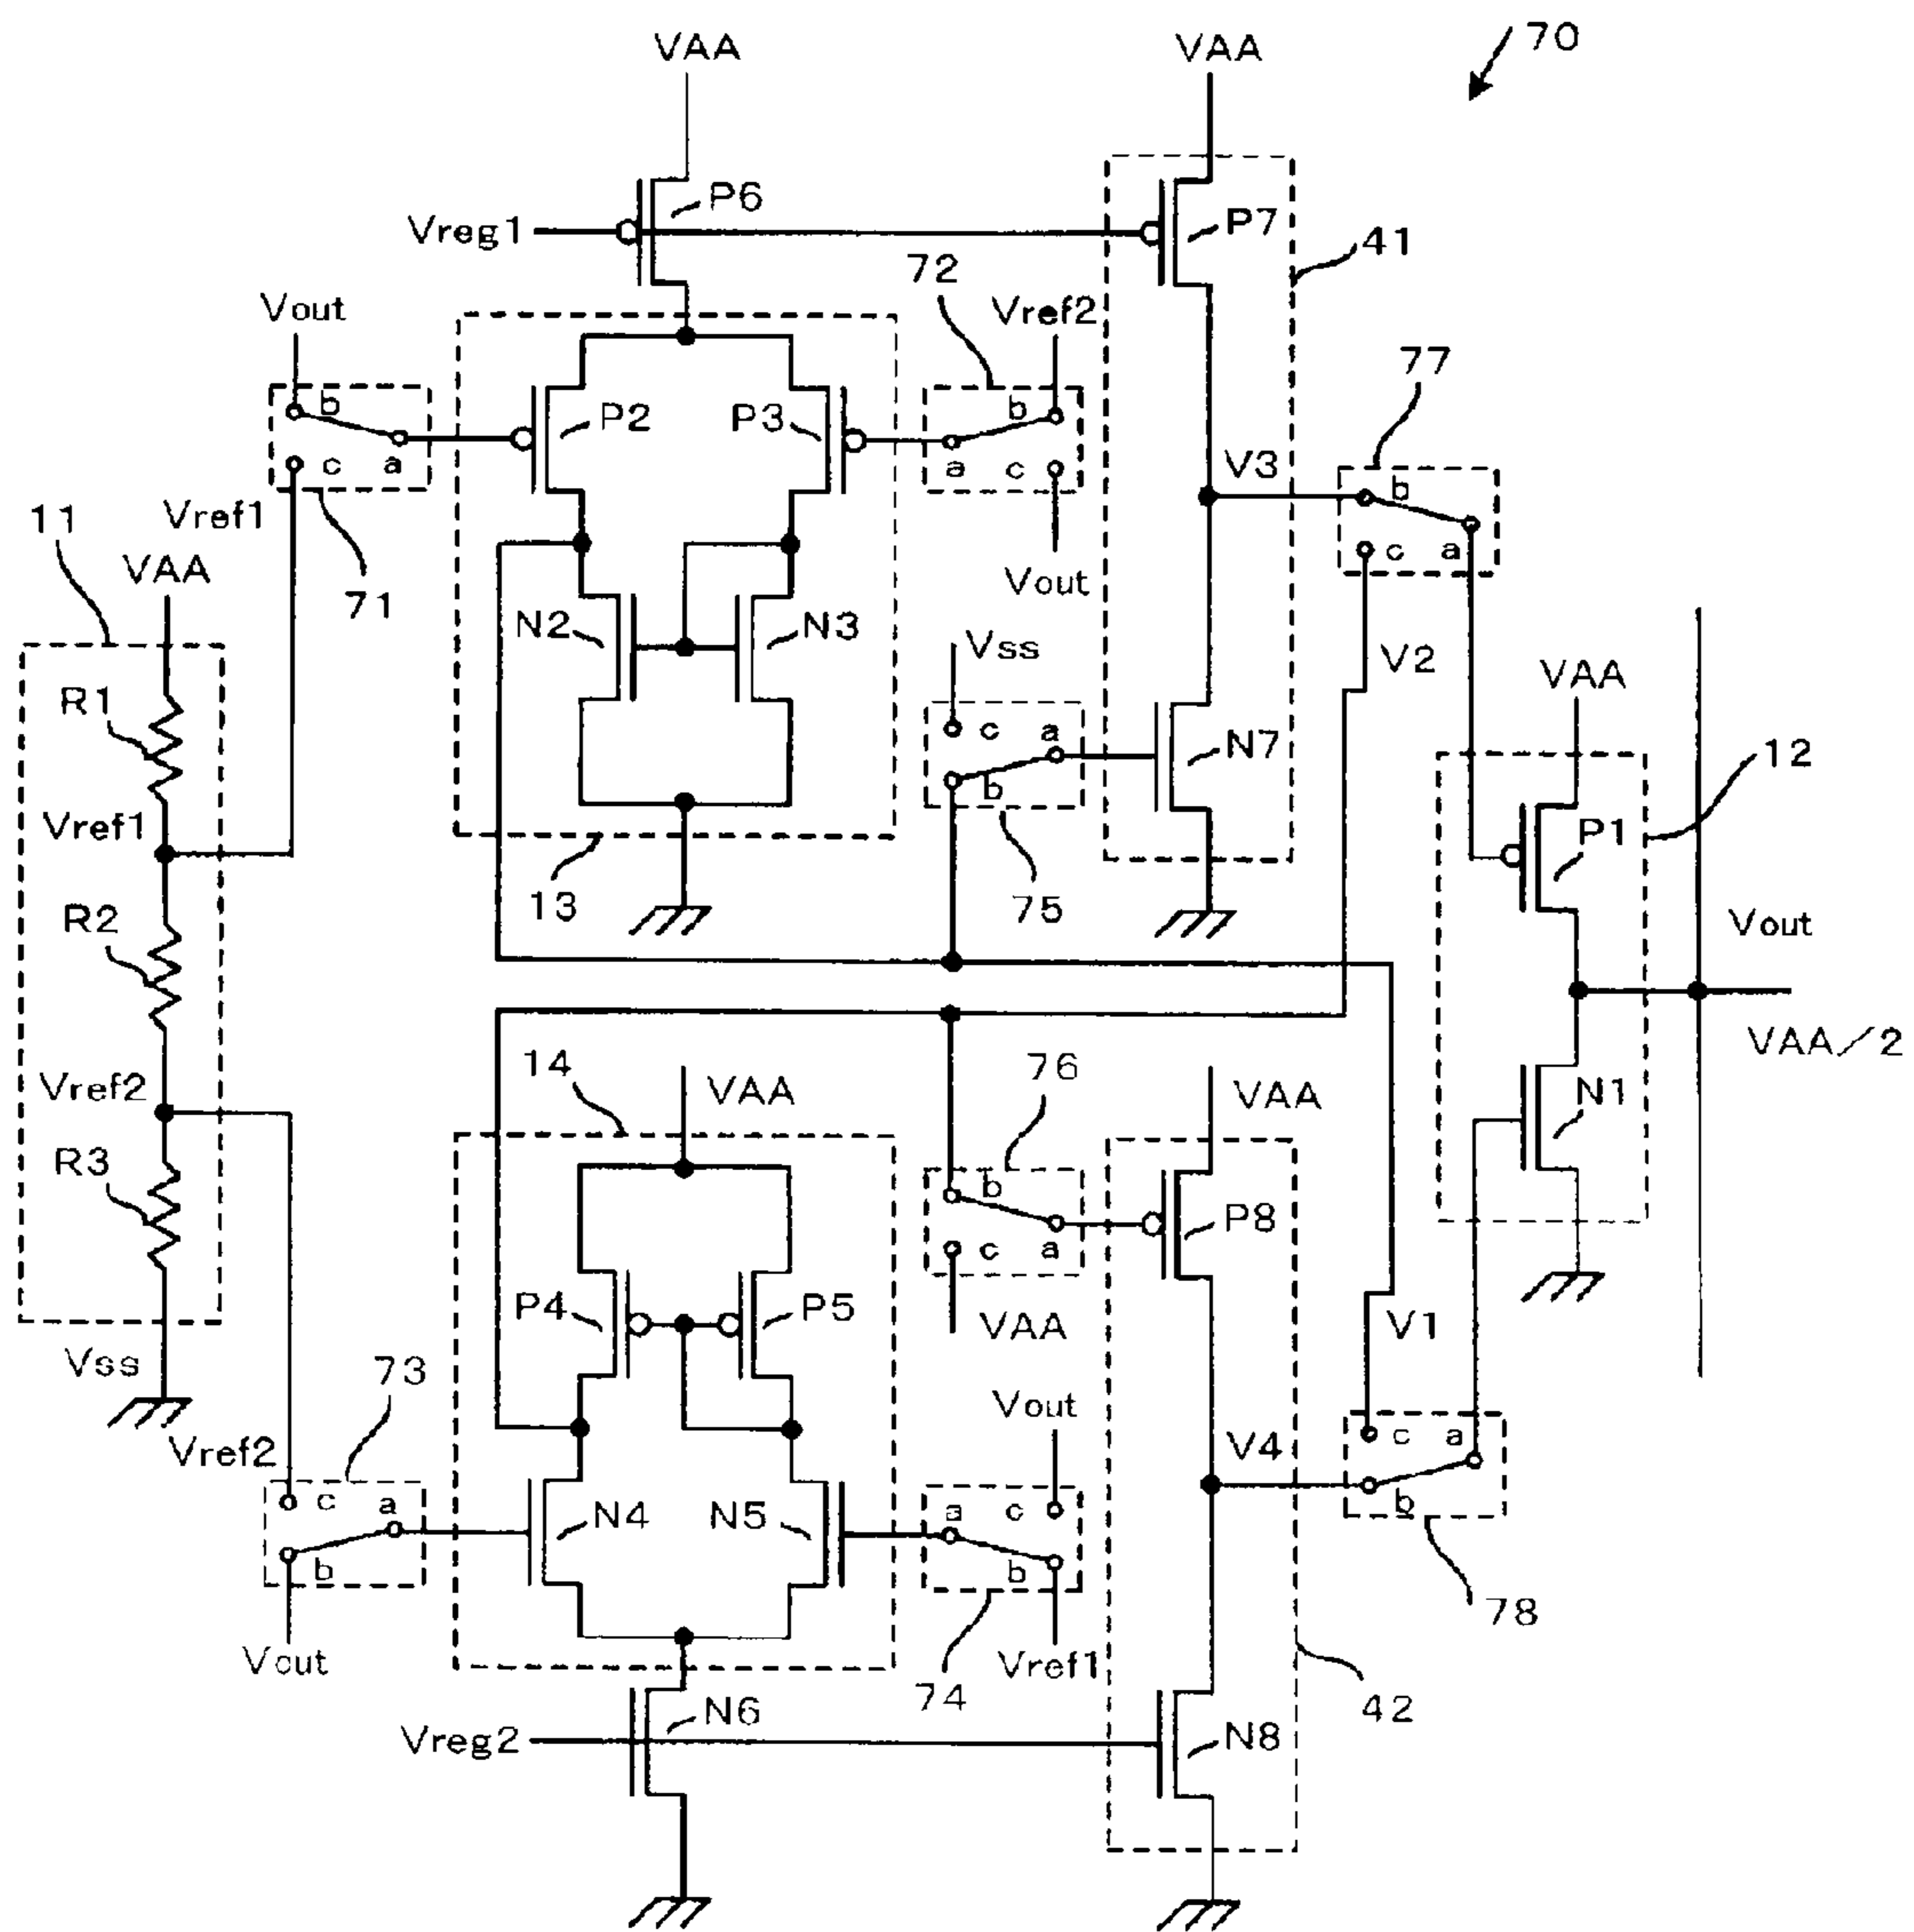 70
VAA
VAA
P6
Vreg1
P7
41
72
Vout
Vref2
77
b
P2
P3
b
c
a
a
c
V3
b
11
Vref1
c
a
VAA
71
Vout
N2
N3
Vss
V2
R1
c
a
VAA
N7
12
b
Vref1
P1
13
75
R2
Vout
VAA/2
14
76
Vref2
VAA
VAA
N1
R3
b
P8
c
a
P4
P5
VAA
V1
Vss
73
Vout
c
a
Vref2
V4
c
a
a
c
N4
N5
b
b
b
78
Vout
74
Vref1
N6
42
Vreg2
N8